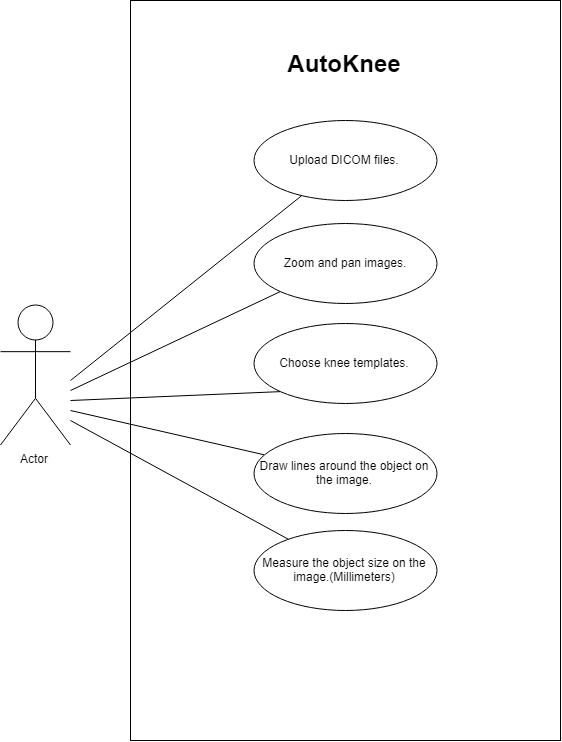 AutoKnee
Upload DICOM files.
Zoom and pan images.
Choose knee templates.
Actor
Draw lines around the object on
the image.
Measure the object size on the
image.(Millimeters)